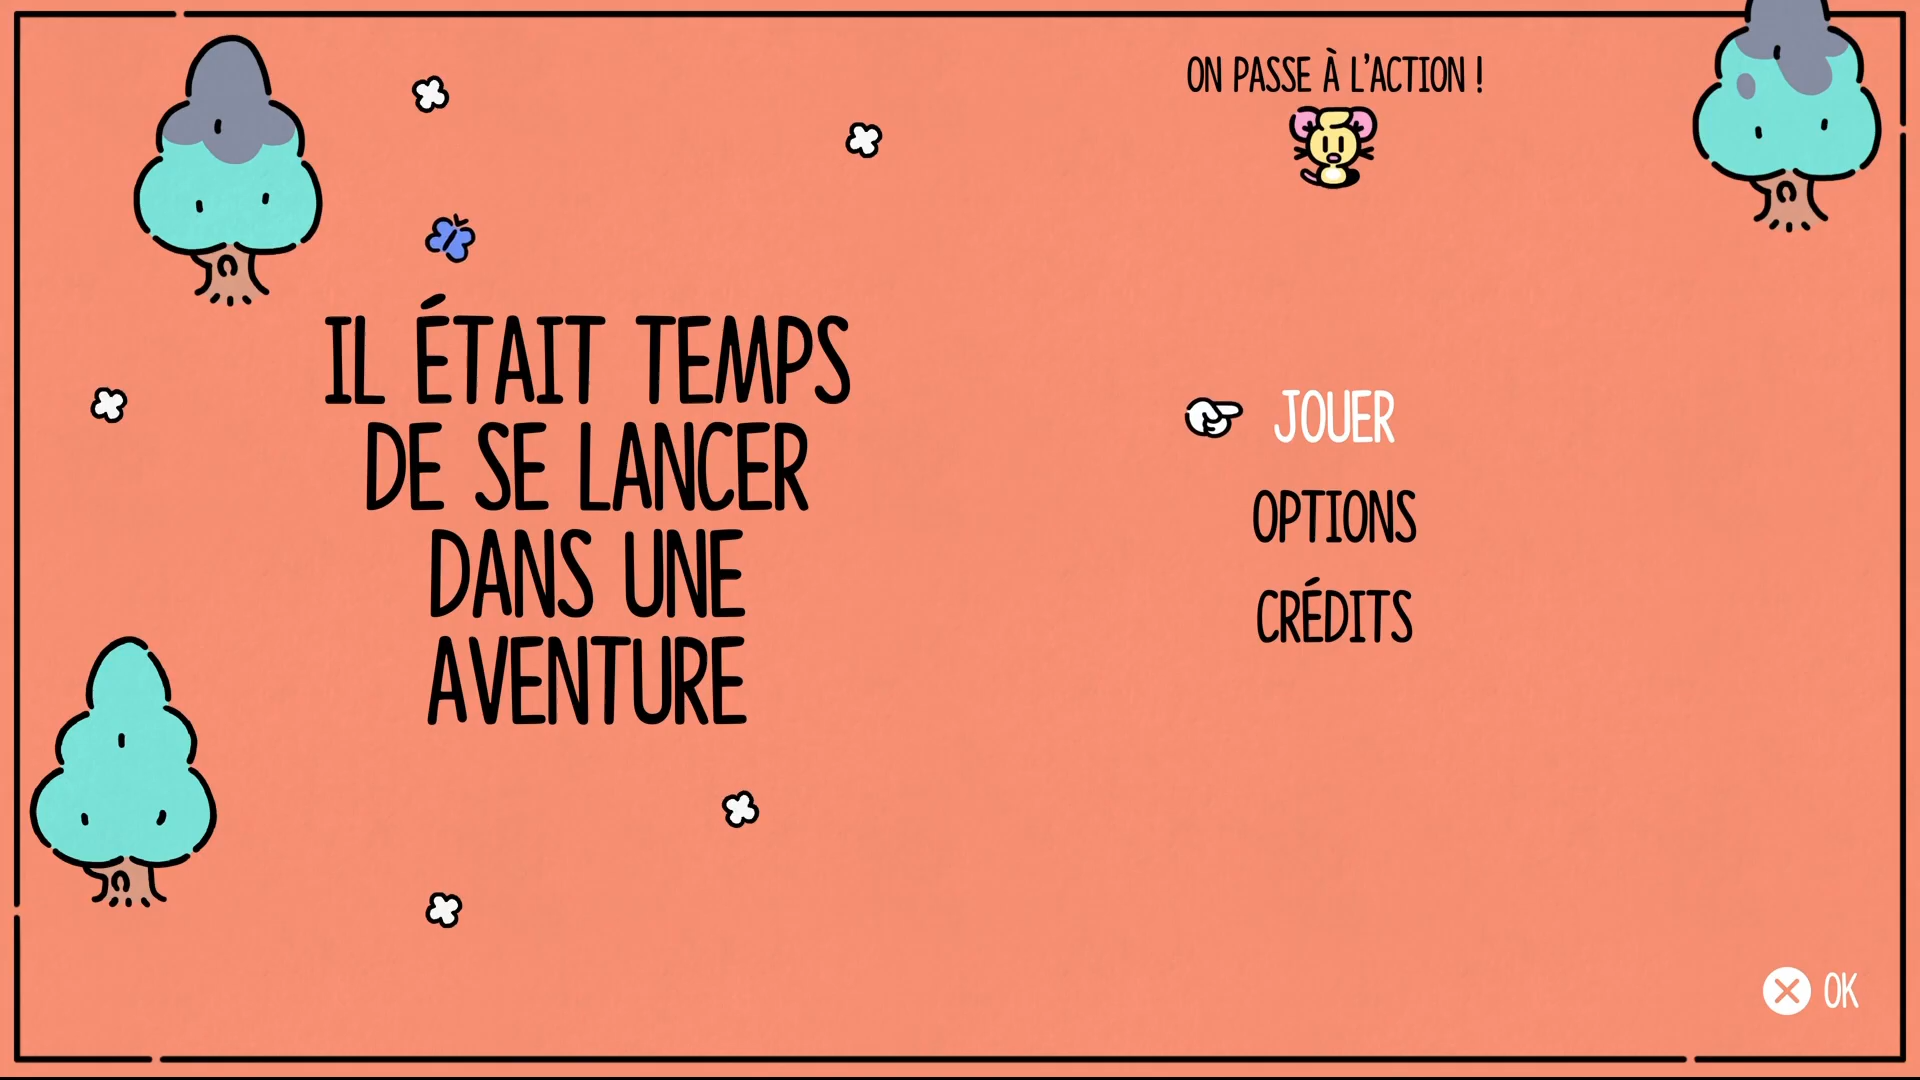 IL ÉTAIT TEMPS
DE SE LANCER
DANS UNE
AVENTURE
ON PASSE À L'ACTION !
JOUER
OPTIONS
CRÉDITS
OK